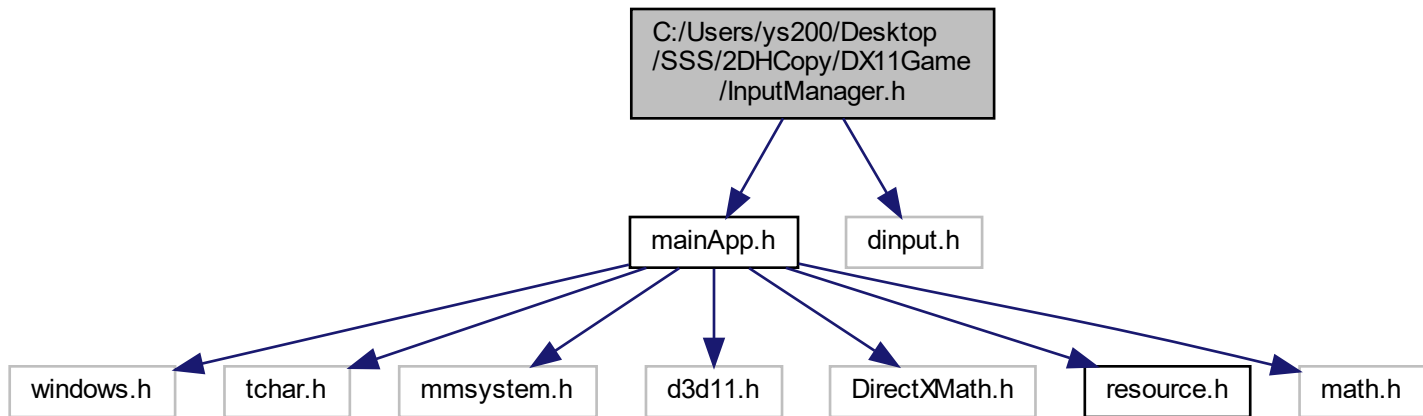 C:/Users/ys200/Desktop
/SSS/2DHCopy/DX11Game
/InputManager.h
mainApp.h
dinput.h
windows.h
tchar.h
mmsystem.h
d3d11.h
DirectXMath.h
resource.h
math.h